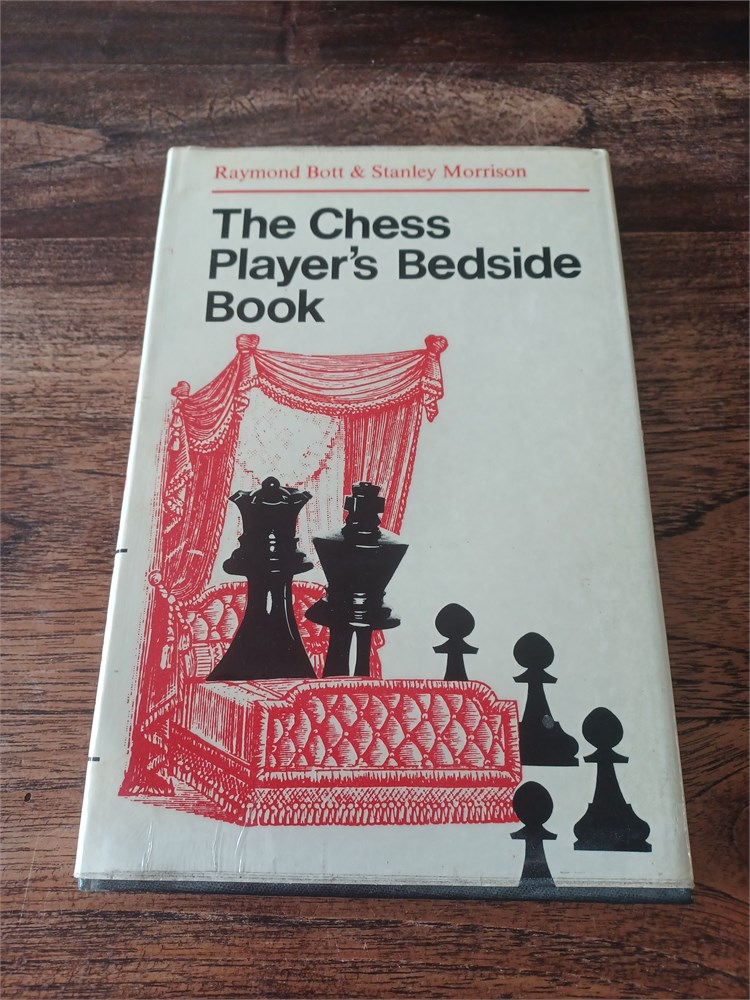 Raymond Bott & Stanley Morrison
The Chess
Player's Bedside
Book